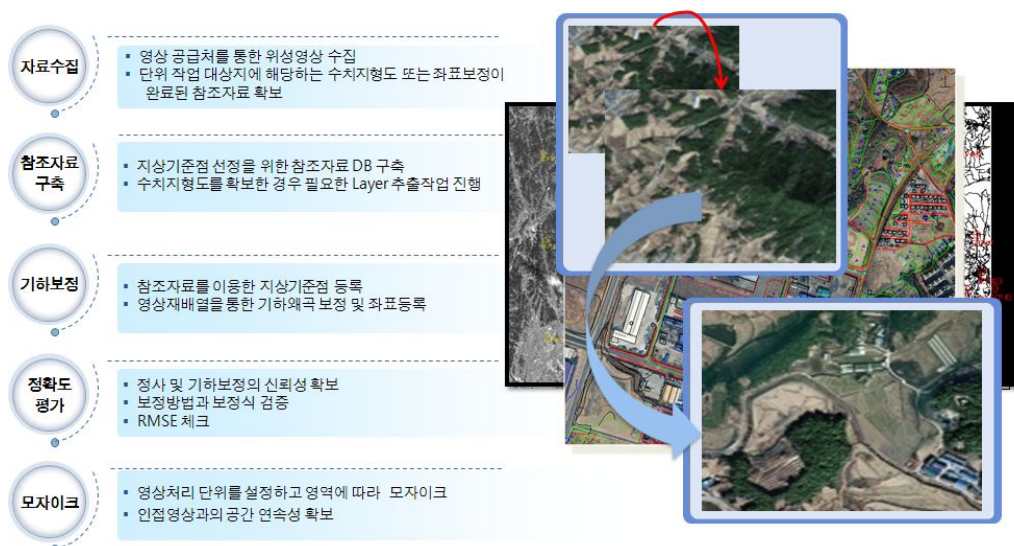 자료수집
▪ 영상 공급처를 통한 위성영상 수집
▪ 단위 작업 대상지에 해당하는 수치지형도 또는 좌표보정이
완료된 참조자료 확보
참조자료
구축
▪ 지상기준점 선정을 위한 참조자료 DB 구축
▪ 수치지형도를 확보한 경우 필요한 Layer 추출작업 진행
기하보정
▪ 참조자료를 이용한 지상기준점 등록
▪ 영상재배열을 통한 기하왜곡 보정 및 좌표등록
정확도
평가
▪ 정사 및 기하보정의 신뢰성 확보
▪ 보정방법과 보정식 검증
▪ RMSE 체크
모자이크
▪ 영상처리 단위를 설정하고 영역에 따라 모자이크
▪ 인접영상과의 공간 연속성 확보